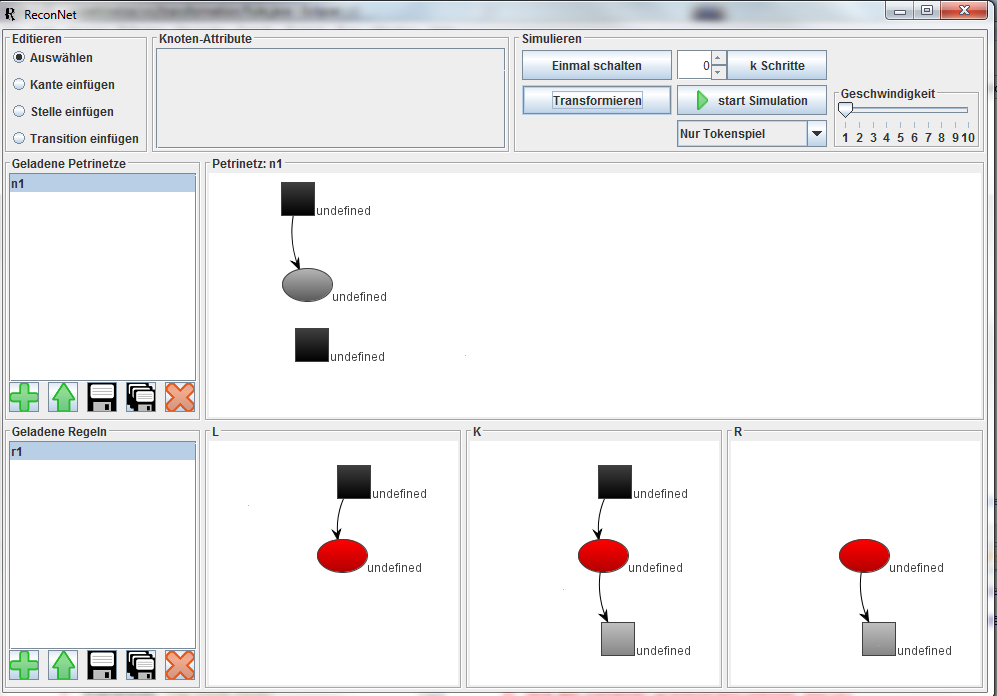 ReconNet
Editieren
Auswählen
Kante einfügen
Stelle einfügen
Transition einfügen
Knoten-Attribute
Simulieren
Einmal schalten
0
k Schritte
Transformieren
start Simulation
Nur Tokenspiel
Geschwindigkeit
1 2 3 4 5 6 7 8 9 10
Geladene Petrinetze
n1
Petrinetz: n1
undefined
undefined
undefined
Geladene Regeln
r1
L
undefined
undefined
K
undefined
undefined
undefined
R
undefined
undefined